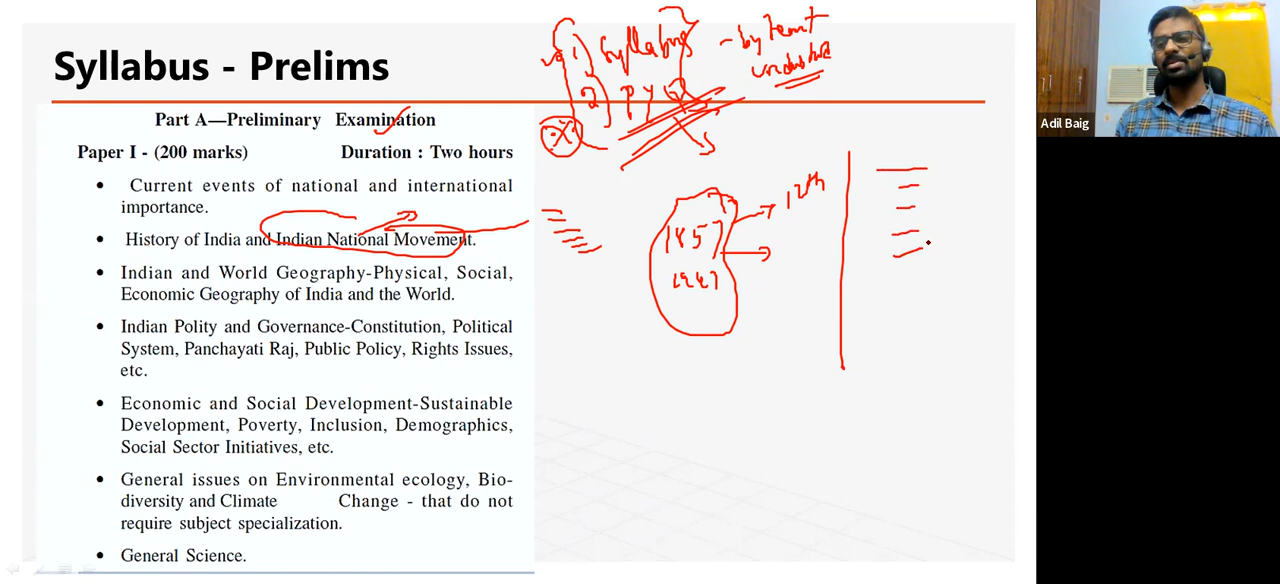 Syllabus - Prelims
1) Syllabus - by heart
2) PYQ
Part A—Preliminary Examination
Paper I - (200 marks) Duration : Two hours
• Current events of national and international
importance.
• History of India and Indian National Movement.
• Indian and World Geography-Physical, Social,
Economic Geography of India and the World.
• Indian Polity and Governance-Constitution, Political
System, Panchayati Raj, Public Policy, Rights Issues,
etc.
• Economic and Social Development-Sustainable
Development, Poverty, Inclusion, Demographics,
Social Sector Initiatives, etc.
• General issues on Environmental ecology, Bio-
diversity and Climate Change - that do not
require subject specialization.
• General Science.
1857
1947
12th
Adil Baig